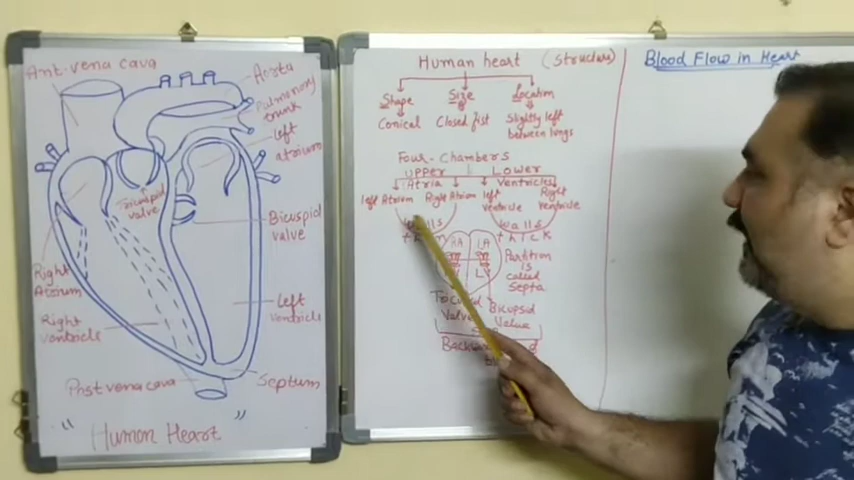 Ant. vena cava
Aorta
Pulmonary
trunk
left
atrium
Tricuspid
valve
Bicuspid
valve
Right
Atrium
Right
ventricle
Left
ventricle
Post vena cava
Septum
"Human Heart"
Human heart (Structure)
Shape Size Location
Conical Closed fist Slightly left
between lungs
Four-Chambers
UPPER LOWER
Atria Ventricles
left Atrium Right Atrium left Right
ventricle ventricle
walls walls
thick
RA LA Partition
is
LV called
Septa
Valve Bicupsid
Value
Blood Flow in Heart